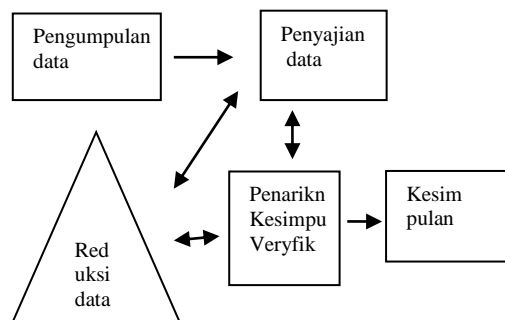 Pengumpulan
data
Penyajian
data
Penarikn
Kesimpu
Veryfik
Kesim
pulan
Red
uksi
data